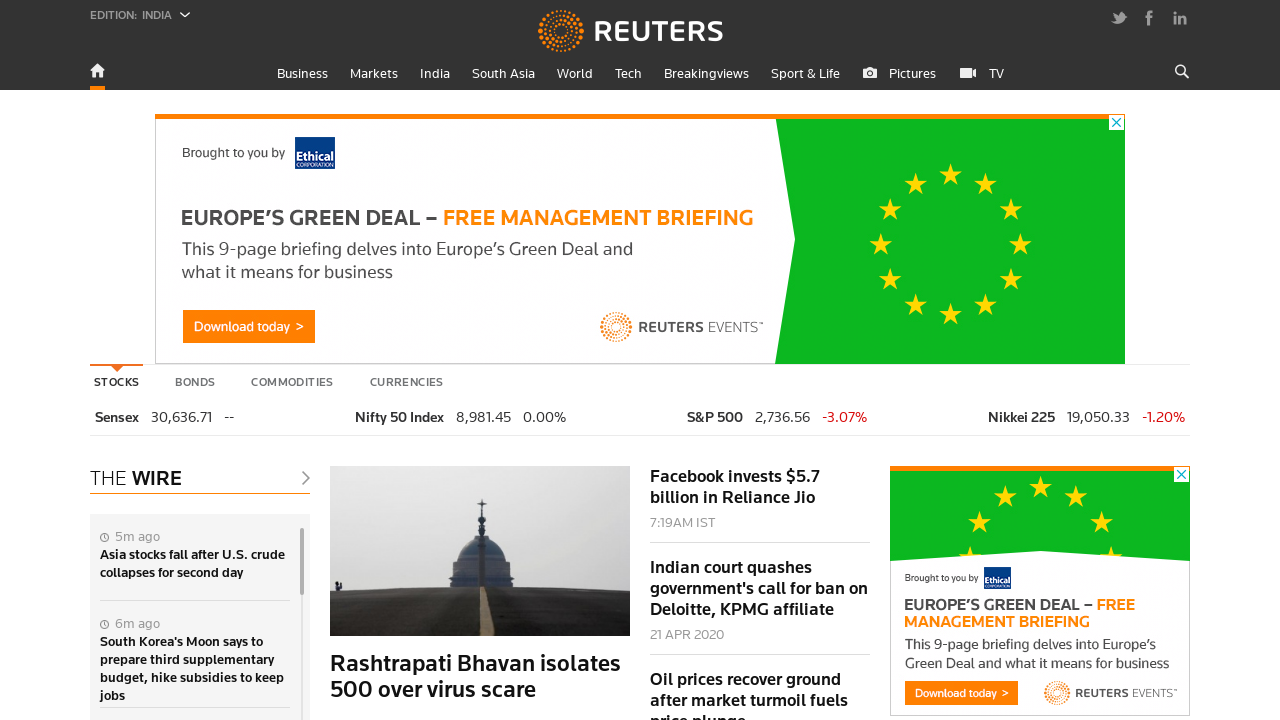 EDITION: INDIA
REUTERS
Business Markets India South Asia World Tech Breakingviews Sport & Life Pictures TV
Brought to you by Ethical CORPORATION
EUROPE'S GREEN DEAL – FREE MANAGEMENT BRIEFING
This 9-page briefing delves into Europe's Green Deal and
what it means for business
Download today >
REUTERS EVENTS™
STOCKS BONDS COMMODITIES CURRENCIES
Sensex 30,636.71 -- Nifty 50 Index 8,981.45 0.00% S&P 500 2,736.56 -3.07% Nikkei 225 19,050.33 -1.20%
THE WIRE
5m ago
Asia stocks fall after U.S. crude
collapses for second day
6m ago
South Korea's Moon says to
prepare third supplementary
budget, hike subsidies to keep
jobs
Rashtrapati Bhavan isolates
500 over virus scare
Facebook invests $5.7
billion in Reliance Jio
7:19AM IST
Indian court quashes
government's call for ban on
Deloitte, KPMG affiliate
21 APR 2020
Oil prices recover ground
after market turmoil fuels
price plunge
Brought to you by Ethical CORPORATION
EUROPE'S GREEN DEAL – FREE
MANAGEMENT BRIEFING
This 9-page briefing delves into Europe's
Green Deal and what it means for business
Download today >
REUTERS EVENTS™